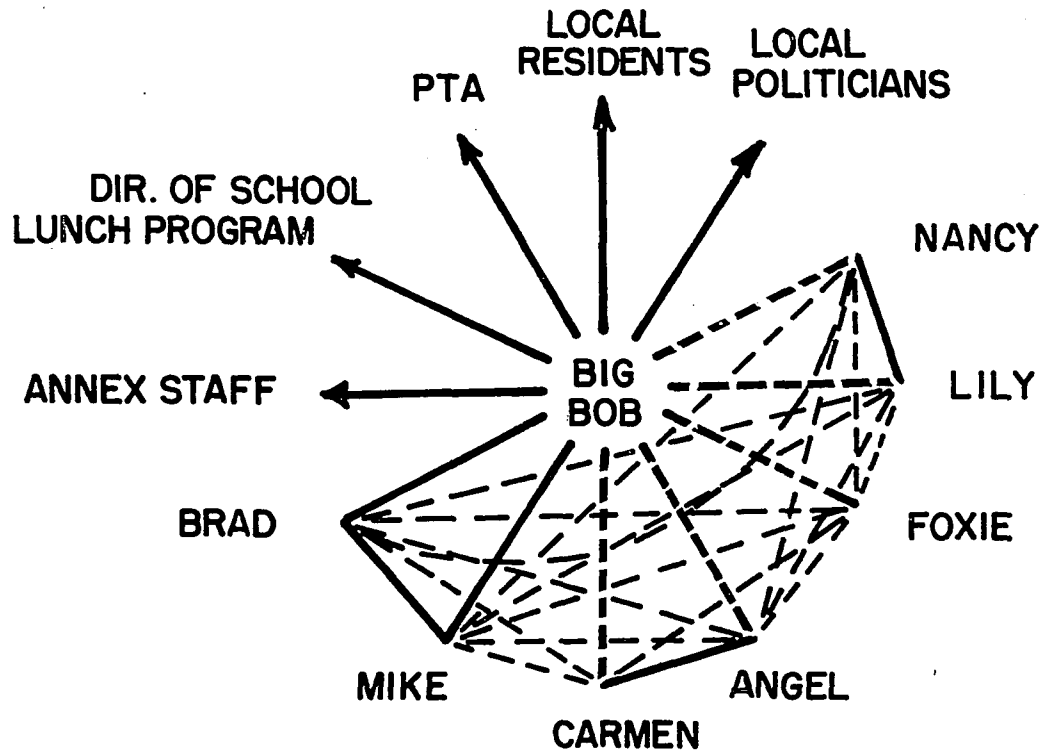 LOCAL
RESIDENTS
LOCAL
POLITICIANS
PTA
DIR. OF SCHOOL
LUNCH PROGRAM
NANCY
ANNEX STAFF
BIG
BOB
LILY
BRAD
FOXIE
MIKE
ANGEL
CARMEN